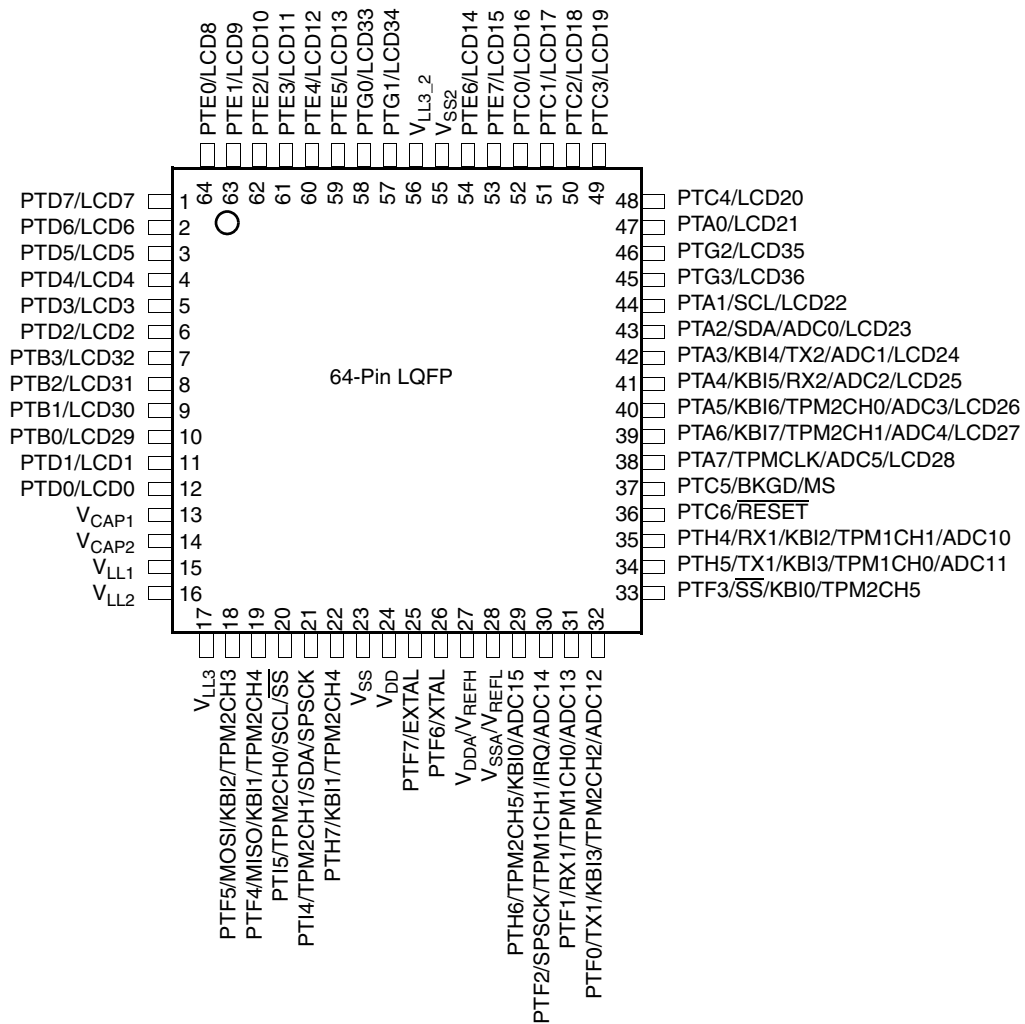 PTE0/LCD8
PTE1/LCD9
PTE2/LCD10
PTE3/LCD11
PTE4/LCD12
PTE5/LCD13
PTG0/LCD33
PTG1/LCD34
VLL3_2
VSS2
PTE6/LCD14
PTE7/LCD15
PTC0/LCD16
PTC1/LCD17
PTC2/LCD18
PTC3/LCD19
64
63
62
61
60
59
58
57
56
55
54
53
52
51
50
49
PTD7/LCD7 1
PTD6/LCD6 2
PTD5/LCD5 3
PTD4/LCD4 4
PTD3/LCD3 5
PTD2/LCD2 6
PTB3/LCD32 7
PTB2/LCD31 8
PTB1/LCD30 9
PTB0/LCD29 10
PTD1/LCD1 11
PTD0/LCD0 12
VCAP1 13
VCAP2 14
VLL1 15
VLL2 16
64-Pin LQFP
48 PTC4/LCD20
47 PTA0/LCD21
46 PTG2/LCD35
45 PTG3/LCD36
44 PTA1/SCL/LCD22
43 PTA2/SDA/ADC0/LCD23
42 PTA3/KBI4/TX2/ADC1/LCD24
41 PTA4/KBI5/RX2/ADC2/LCD25
40 PTA5/KBI6/TPM2CH0/ADC3/LCD26
39 PTA6/KBI7/TPM2CH1/ADC4/LCD27
38 PTA7/TPMCLK/ADC5/LCD28
37 PTC5/BKGD/MS
36 PTC6/RESET
35 PTH4/RX1/KBI2/TPM1CH1/ADC10
34 PTH5/TX1/KBI3/TPM1CH0/ADC11
33 PTF3/SS/KBI0/TPM2CH5
17
18
19
20
21
22
23
24
25
26
27
28
29
30
31
32
VLL3
PTF5/MOSI/KBI2/TPM2CH3
PTF4/MISO/KBI1/TPM2CH4
PTI5/TPM2CH0/SCL/SS
PTI4/TPM2CH1/SDA/SPSCK
PTH7/KBI1/TPM2CH4
VSS
VDD
PTF7/EXTAL
PTF6/XTAL
VDDA/VREFH
VSSA/VREFL
PTH6/TPM2CH5/KBI0/ADC15
PTF2/SPSCK/TPM1CH1/IRQ/ADC14
PTF1/RX1/TPM1CH0/ADC13
PTF0/TX1/KBI3/TPM2CH2/ADC12